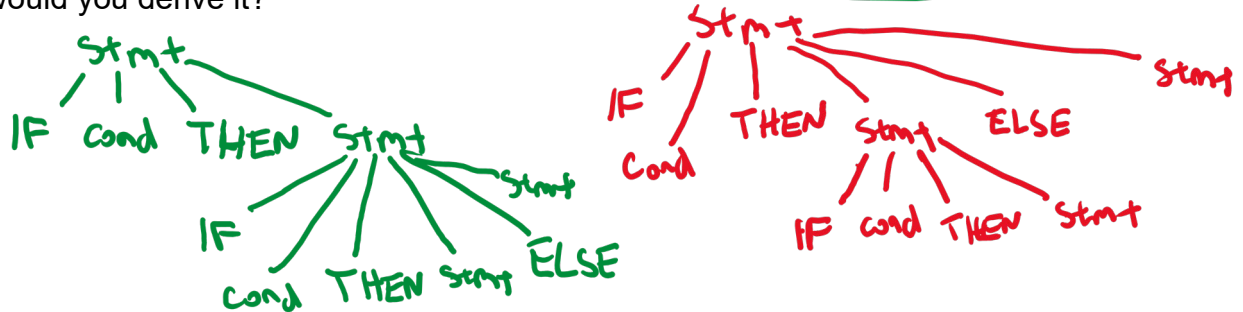 would you derive it?
Stmt
IF cond THEN Stmt
IF cond THEN Stmt ELSE Stmt
Stmt
IF Cond THEN Stmt ELSE Stmt
IF cond THEN Stmt